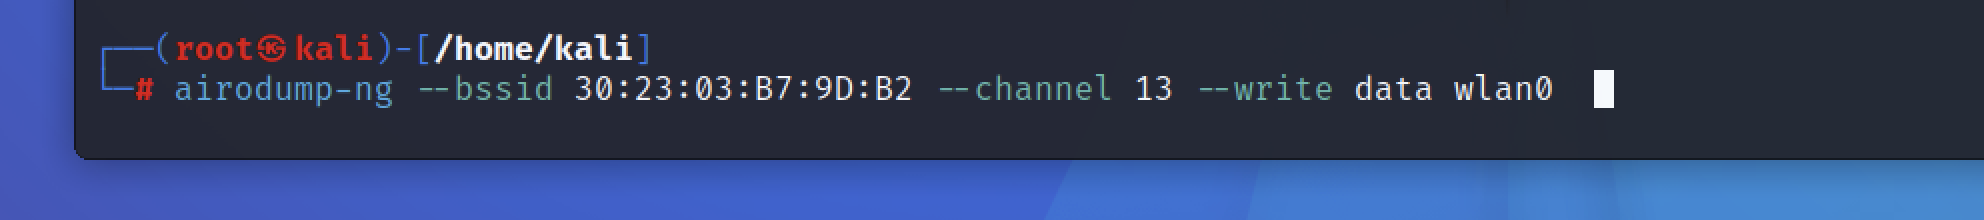 ┌──(root㉿kali)-[/home/kali]
└─# airodump-ng --bssid 30:23:03:B7:9D:B2 --channel 13 --write data wlan0